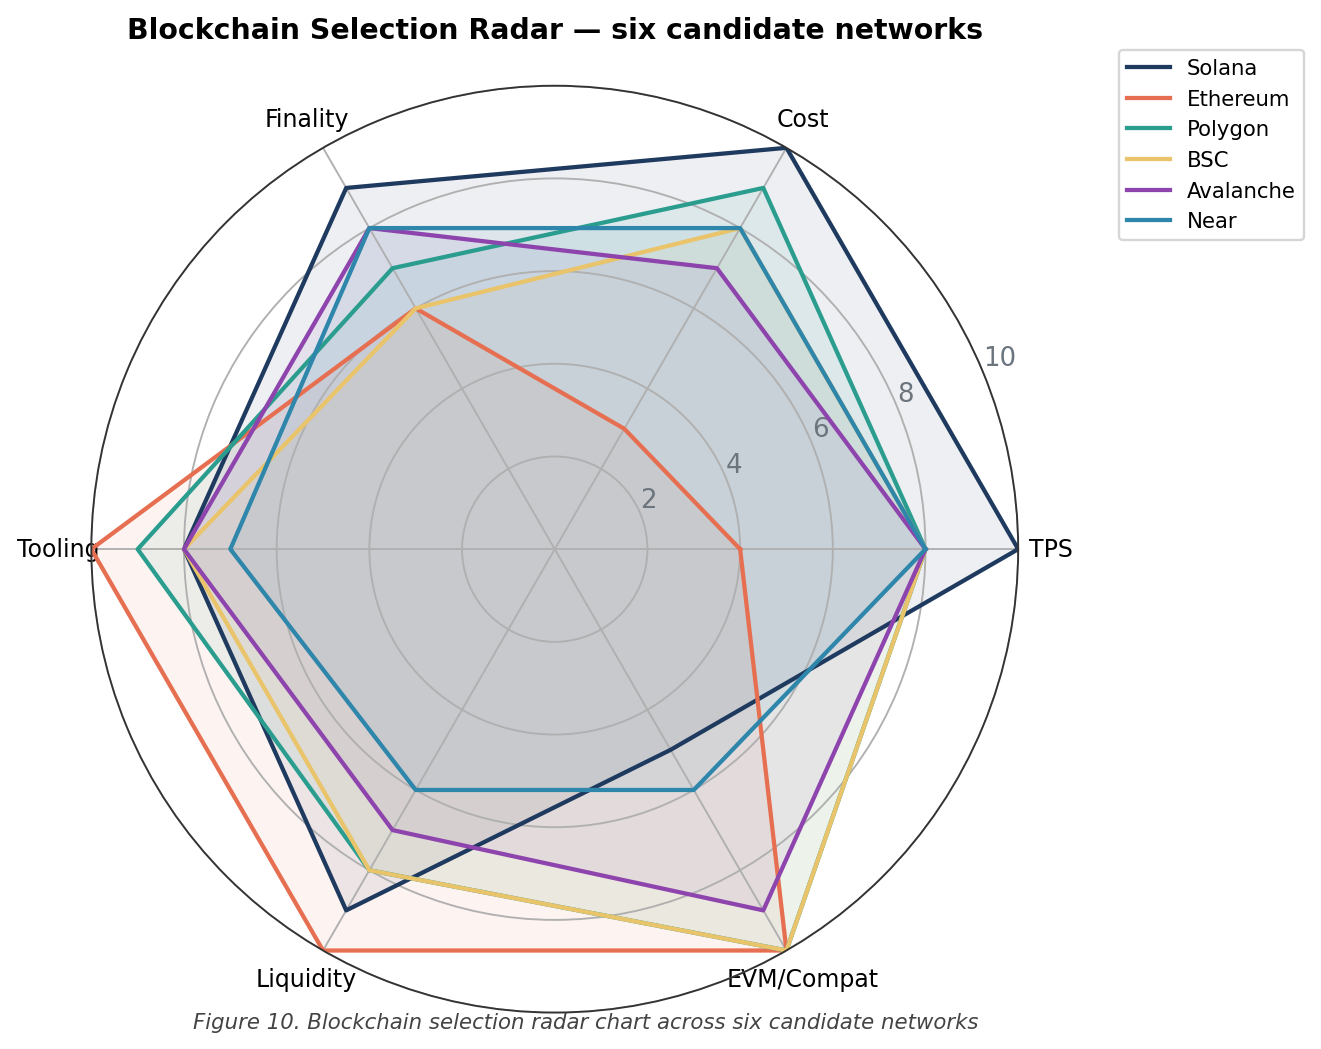 Blockchain Selection Radar — six candidate networks
Solana
Ethereum
Polygon
BSC
Avalanche
Near
Finality
Cost
10
8
6
4
2
Tooling
TPS
Liquidity
EVM/Compat
Figure 10. Blockchain selection radar chart across six candidate networks